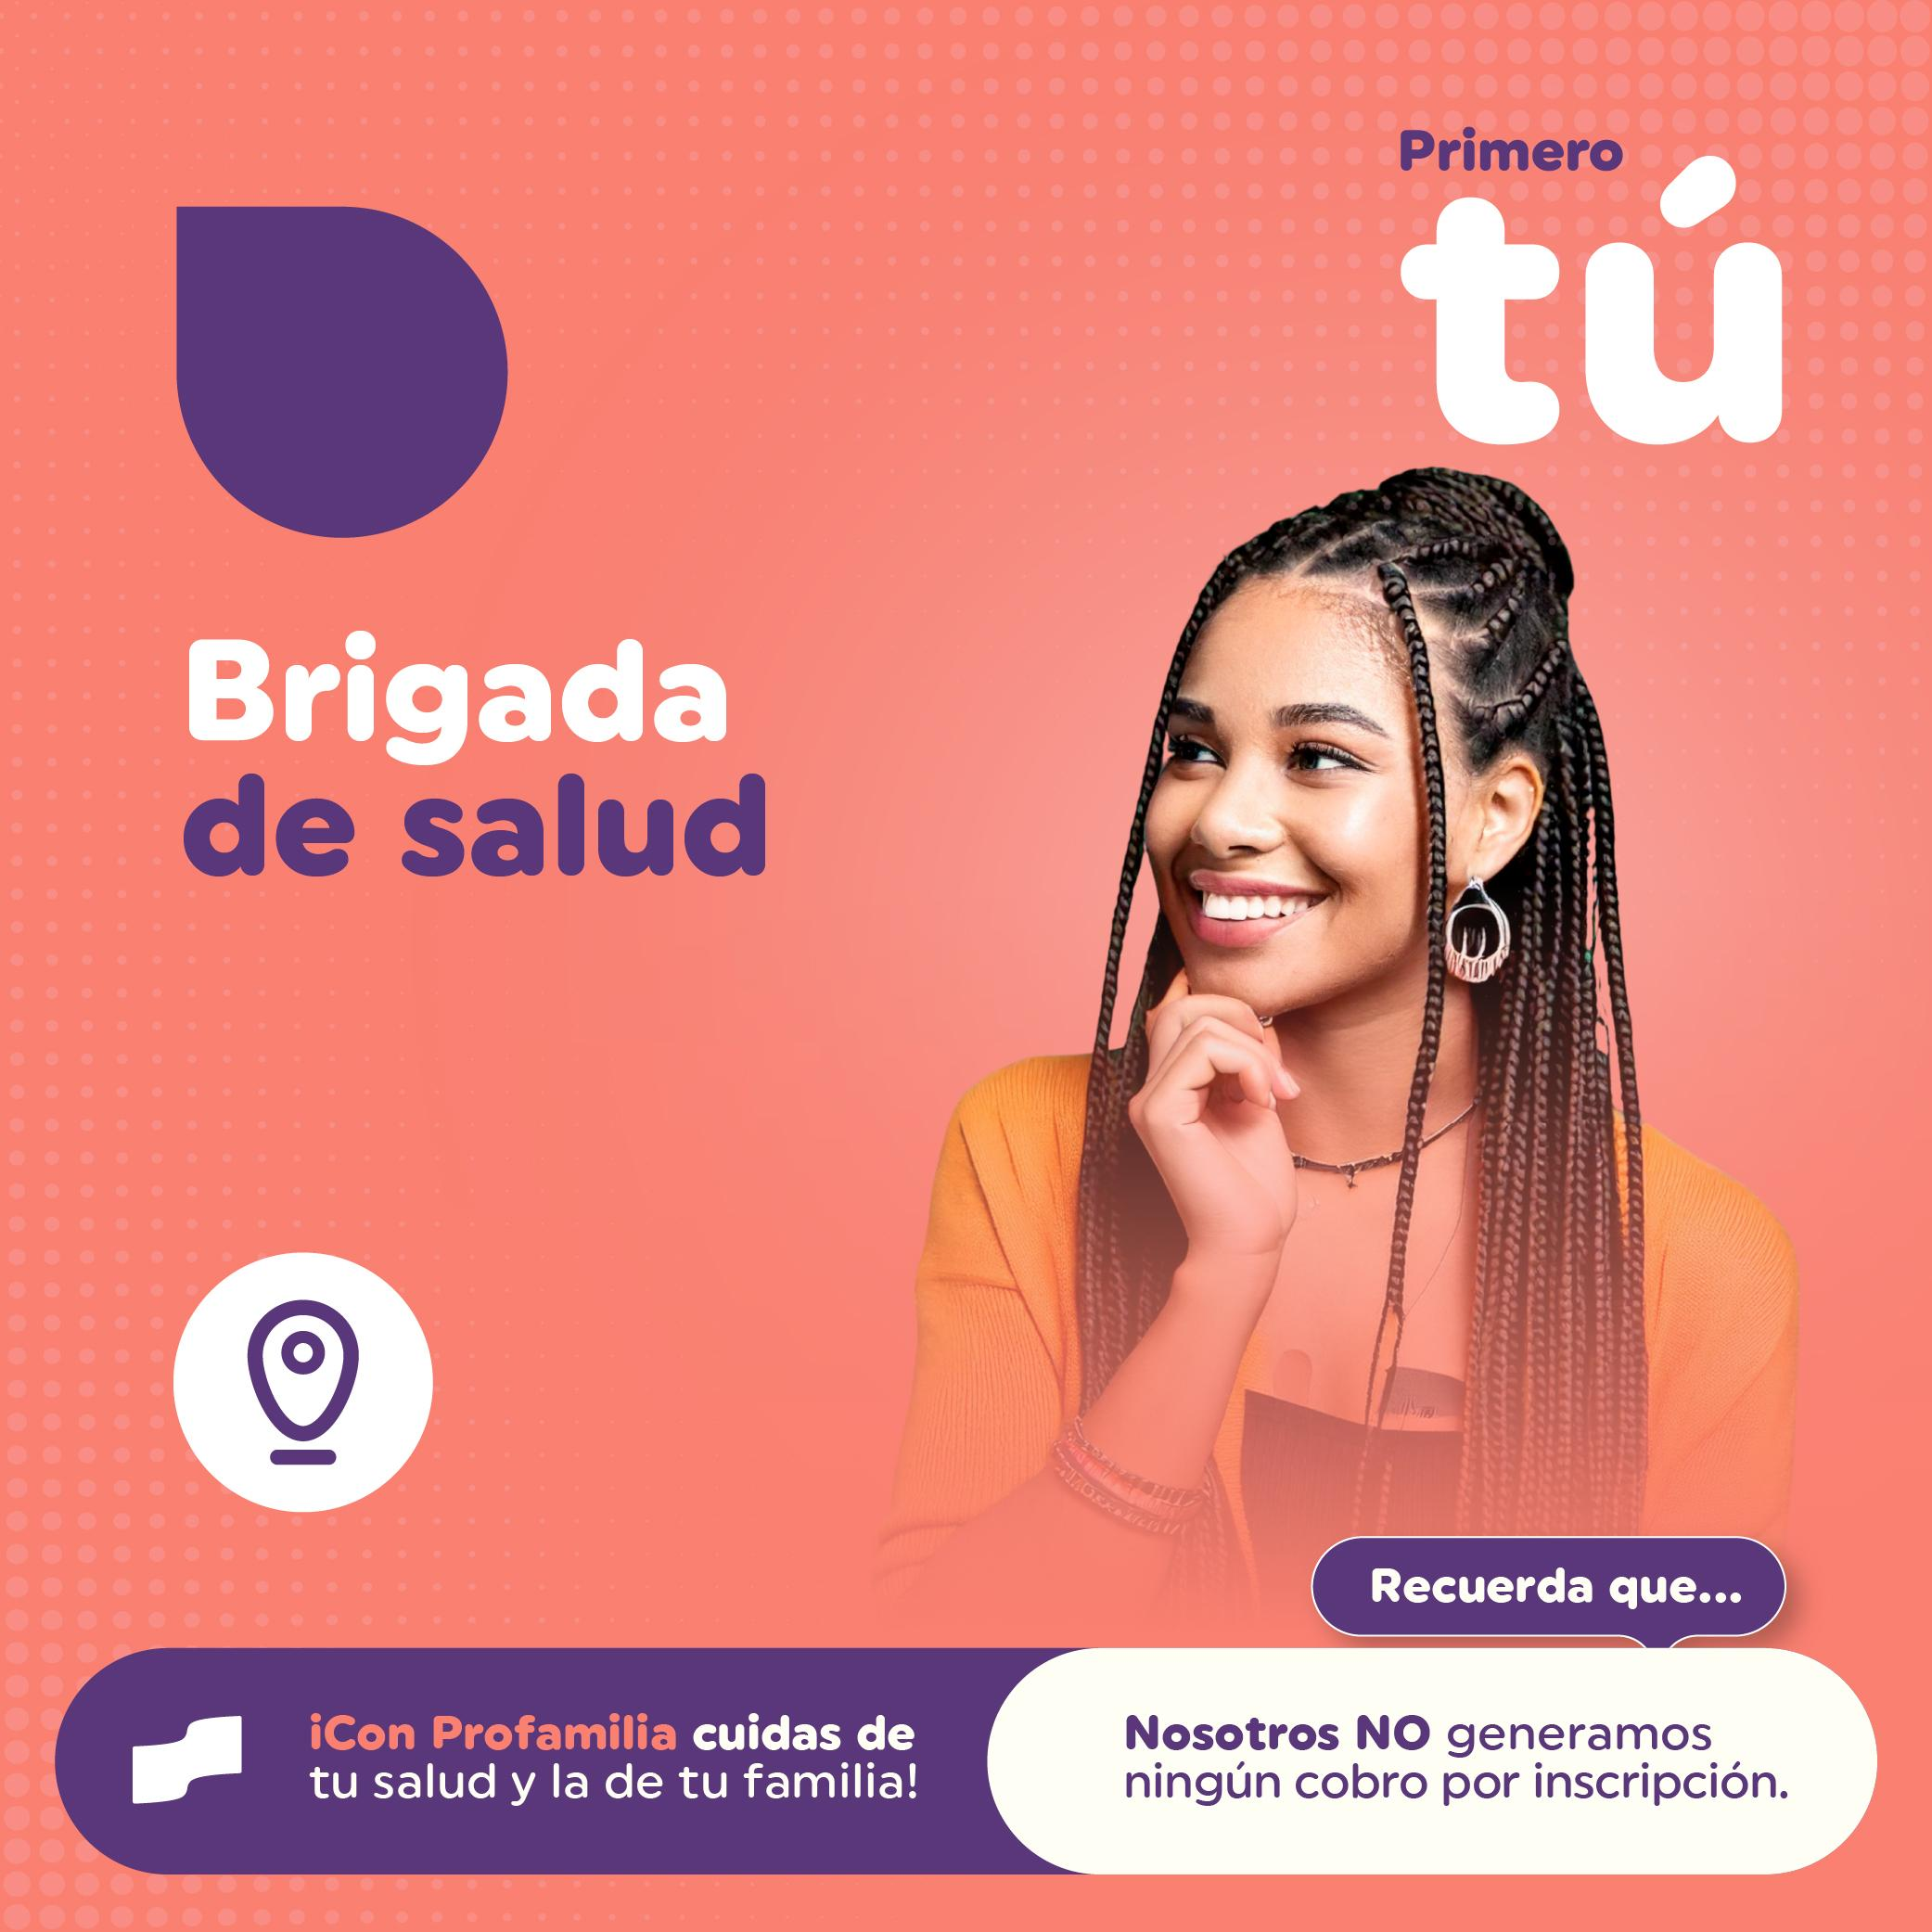 Primero
tú
Brigada
de salud
Recuerda que...
¡Con Profamilia cuidas de
tu salud y la de tu familia!
Nosotros NO generamos
ningún cobro por inscripción.